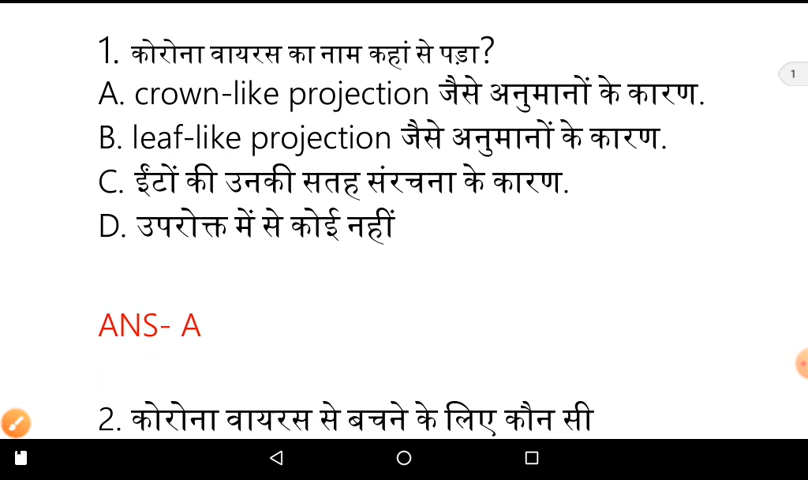 1. कोरोना वायरस का नाम कहां से पड़ा?
1
A. crown-like projection जैसे अनुमानों के कारण.
B. leaf-like projection जैसे अनुमानों के कारण.
C. ईंटों की उनकी सतह संरचना के कारण.
D. उपरोक्त में से कोई नहीं
ANS- A
2. कोरोना वायरस से बचने के लिए कौन सी